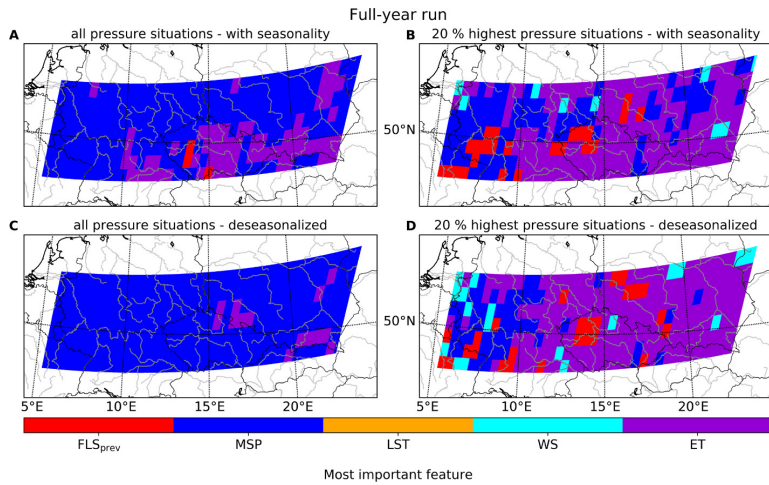 Full-year run
A all pressure situations - with seasonality
B 20 % highest pressure situations - with seasonality
50°N
C all pressure situations - deseasonalized
D 20 % highest pressure situations - deseasonalized
50°N
5°E 10°E 15°E 20°E 5°E 10°E 15°E 20°E
FLSprev MSP LST WS ET
Most important feature